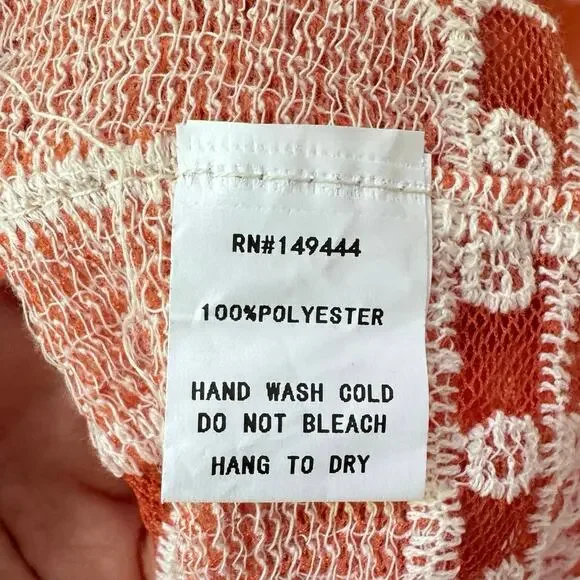 RN#149444
100%POLYESTER
HAND WASH COLD
DO NOT BLEACH
HANG TO DRY